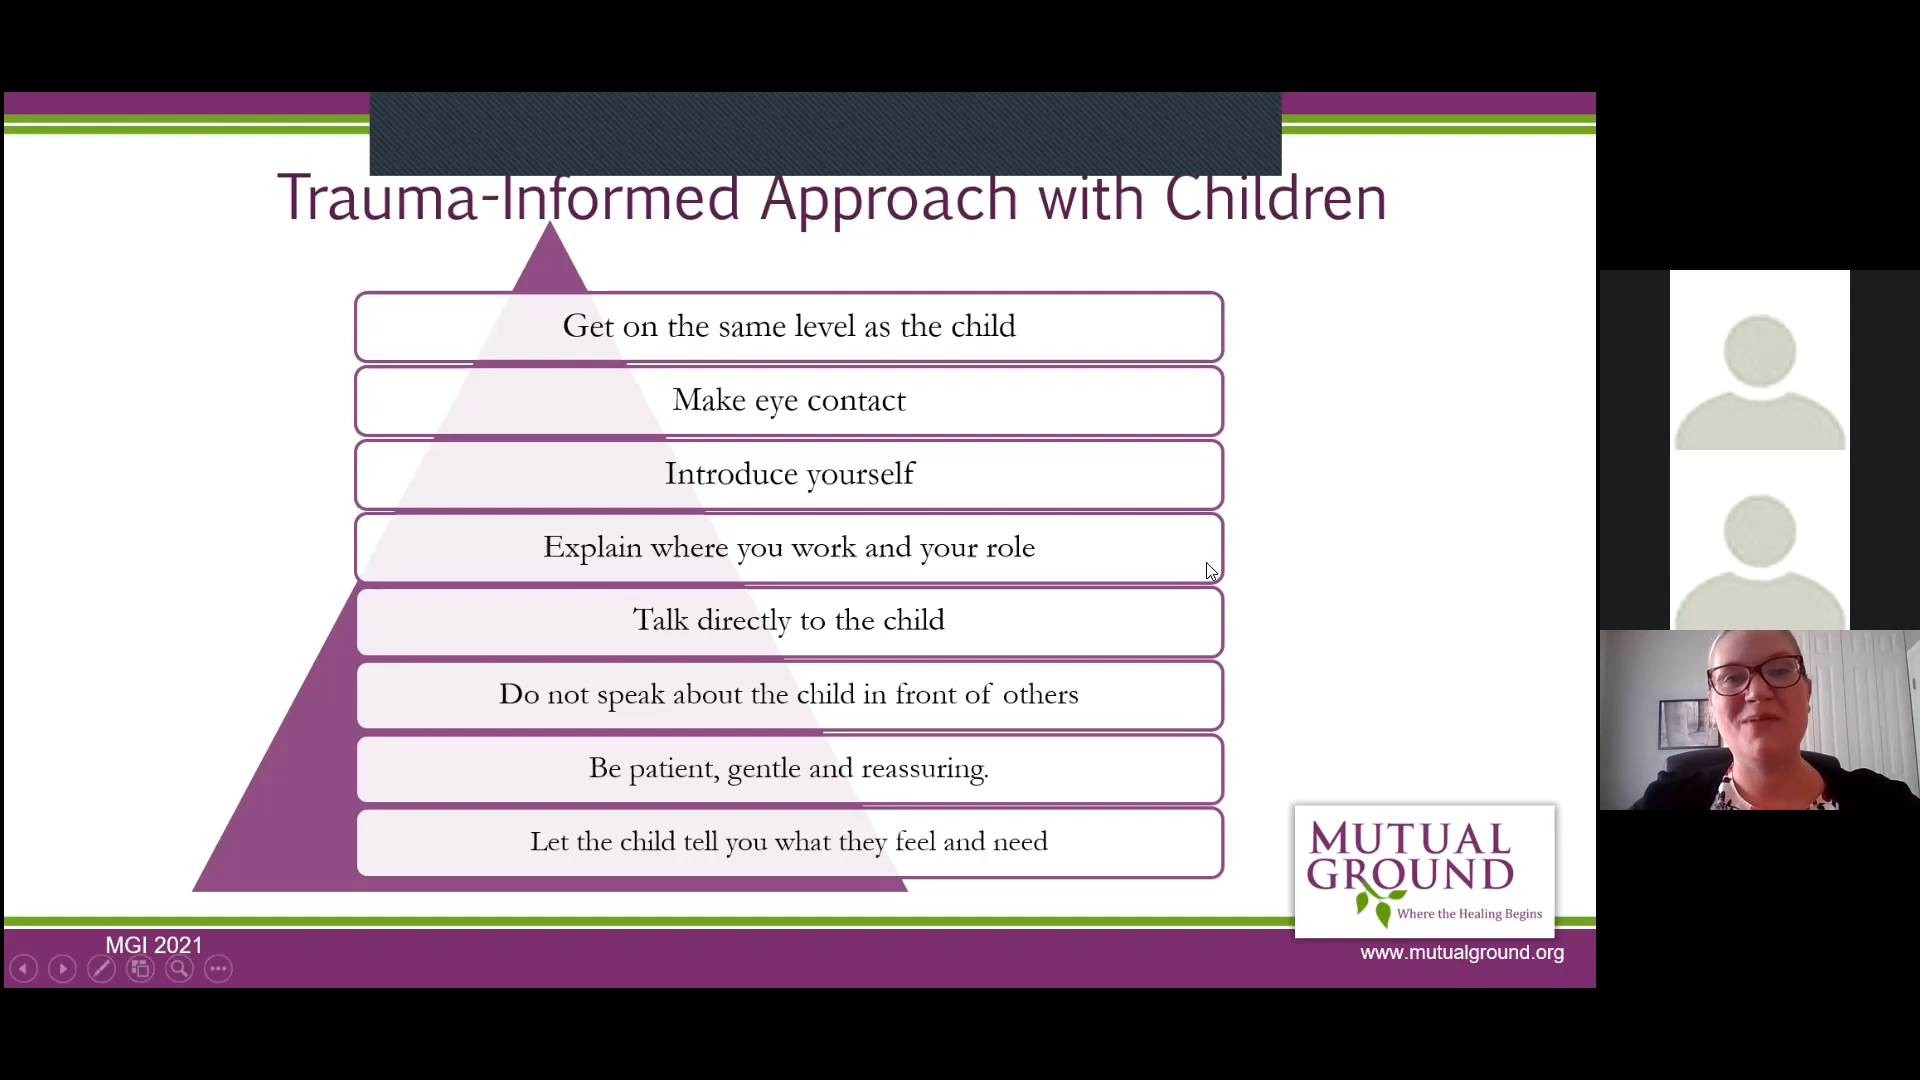 Trauma-Informed Approach with Children
Get on the same level as the child
Make eye contact
Introduce yourself
Explain where you work and your role
Talk directly to the child
Do not speak about the child in front of others
Be patient, gentle and reassuring.
Let the child tell you what they feel and need
MUTUAL
GROUND
Where the Healing Begins
MGI 2021
www.mutualground.org